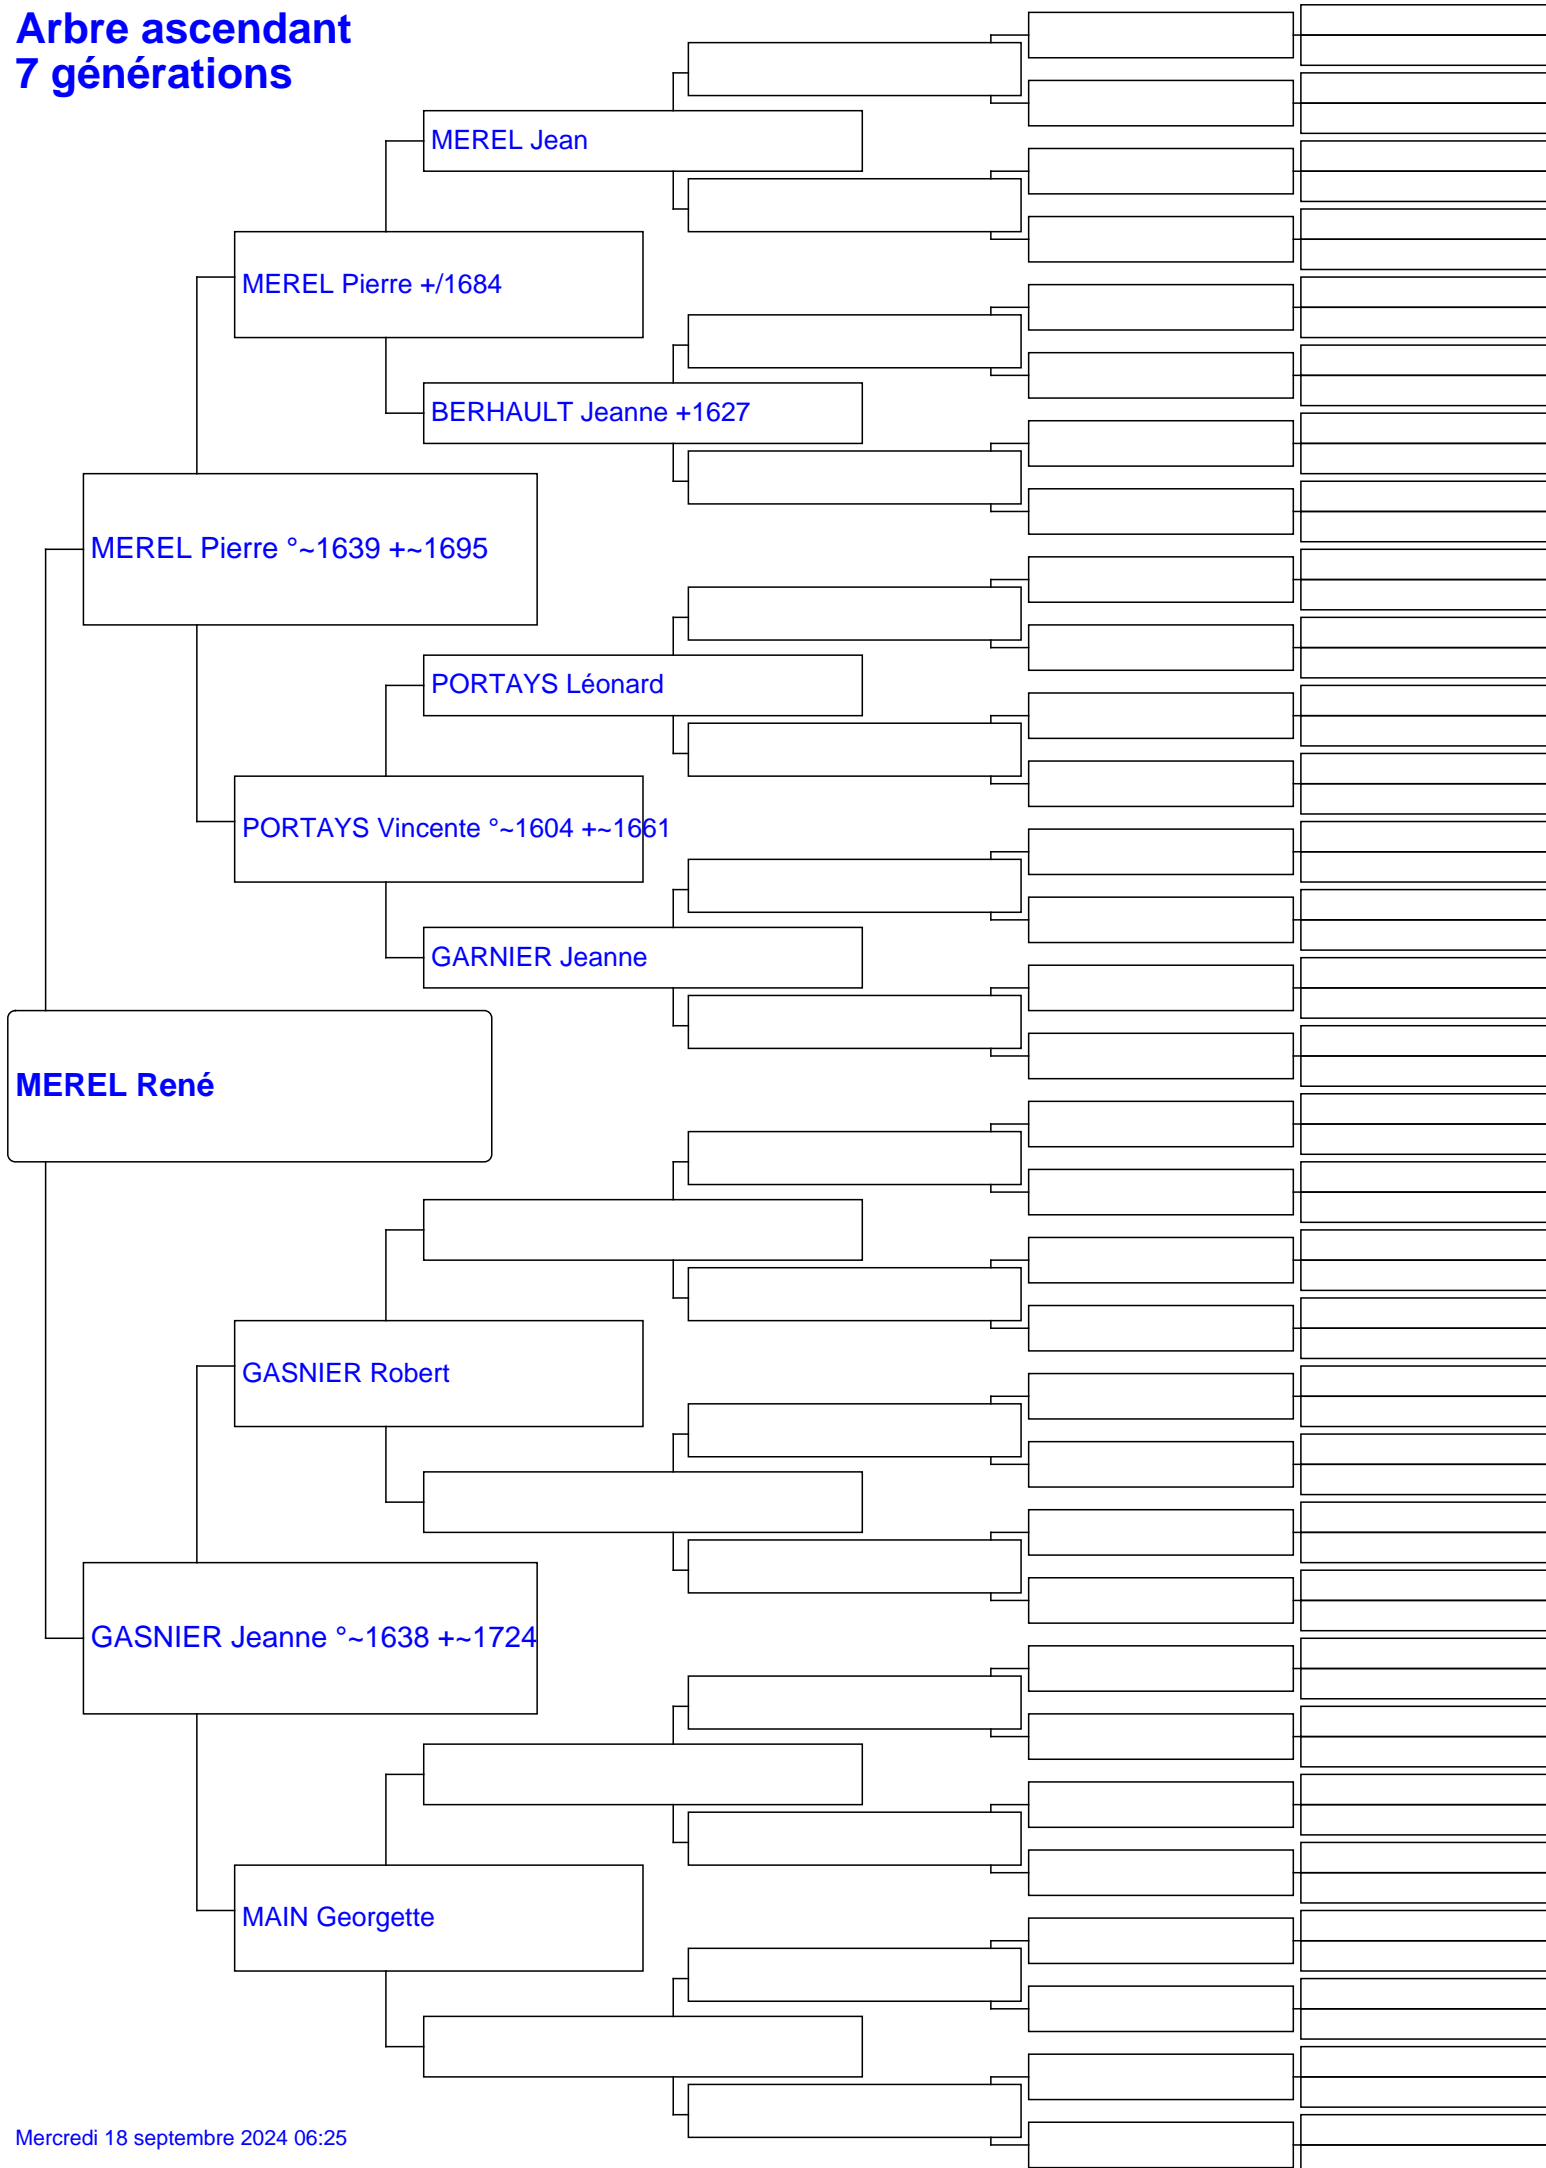 Arbre ascendant
7 générations
MEREL Jean
MEREL Pierre +/1684
BERHAULT Jeanne +1627
MEREL Pierre °~1639 +~1695
PORTAYS Léonard
PORTAYS Vincente °~1604 +~1661
GARNIER Jeanne
MEREL René
GASNIER Robert
GASNIER Jeanne °~1638 +~1724
MAIN Georgette
Mercredi 18 septembre 2024 06:25